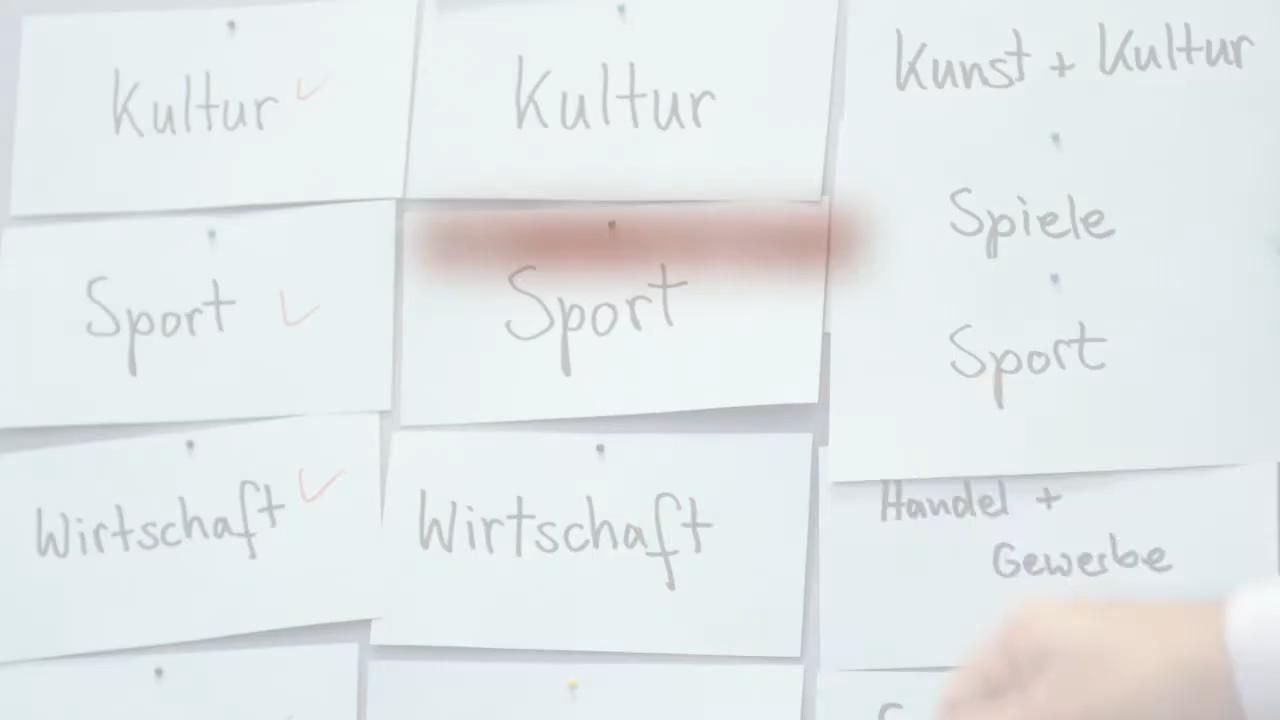 Kultur
Sport
Wirtschaft
Kultur
Sport
Wirtschaft
Kunst + Kultur
Spiele
Sport
Handel +
Gewerbe